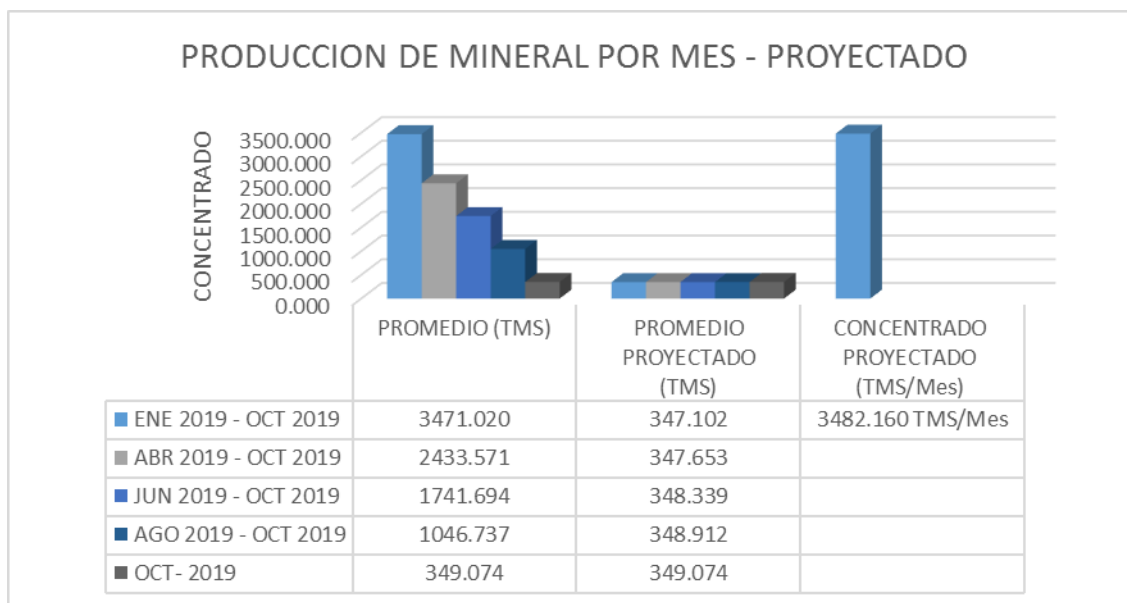 PRODUCCION DE MINERAL POR MES - PROYECTADO
CONCENTRADO
3500.000
3000.000
2500.000
2000.000
1500.000
1000.000
500.000
0.000
PROMEDIO (TMS)
PROMEDIO
PROYECTADO
(TMS)
CONCENTRADO
PROYECTADO
(TMS/Mes)
ENE 2019 - OCT 2019 3471.020 347.102 3482.160 TMS/Mes
ABR 2019 - OCT 2019 2433.571 347.653
JUN 2019 - OCT 2019 1741.694 348.339
AGO 2019 - OCT 2019 1046.737 348.912
OCT- 2019 349.074 349.074